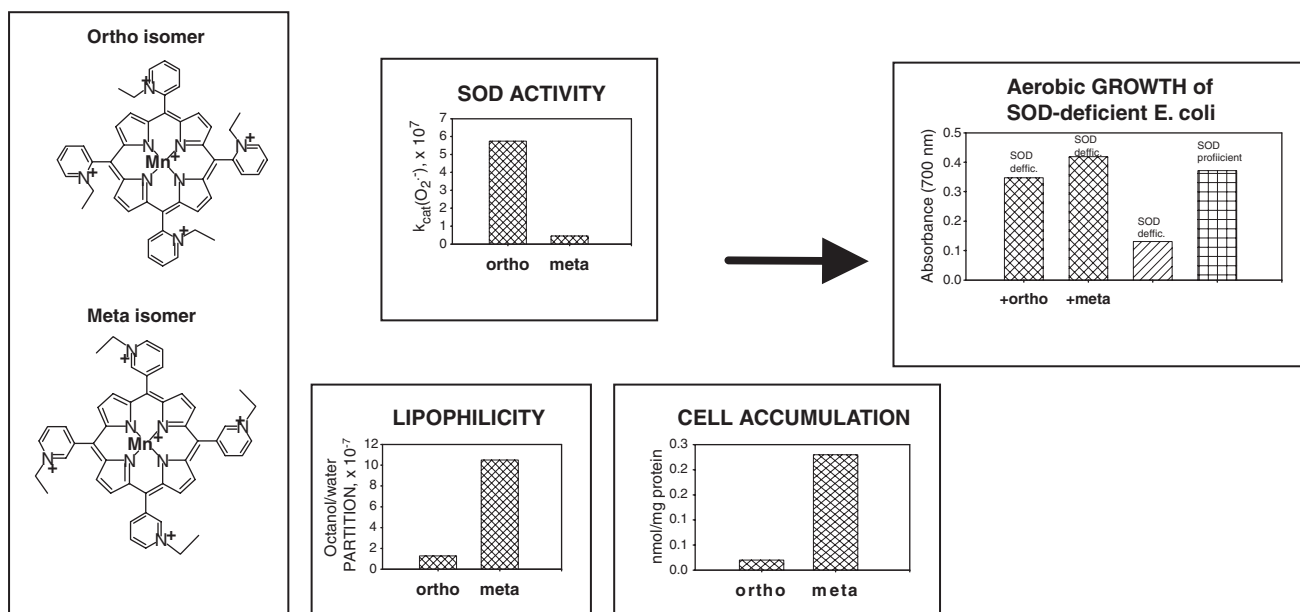 Ortho isomer
N
+
N
+
N
+
N
+
N
N
N
N
Mn+
Meta isomer
N
+
N
+
N
+
N
+
N
N
N
N
Mn+
SOD ACTIVITY
kcat(O2·-), x 10^7
7
6
5
4
3
2
1
0
ortho meta
LIPOPHILICITY
Octanol/water
PARTITION, x 10^-7
12
10
8
6
4
2
0
ortho meta
CELL ACCUMULATION
nmol/mg protein
0.3
0.2
0.2
0.1
0.1
0.0
ortho meta
Aerobic GROWTH of
SOD-deficient E. coli
Absorbance (700 nm)
0.5
0.4
0.3
0.2
0.1
0.0
SOD
deffic.
SOD
deffic.
SOD
deffic.
SOD
profiicient
+ortho +meta